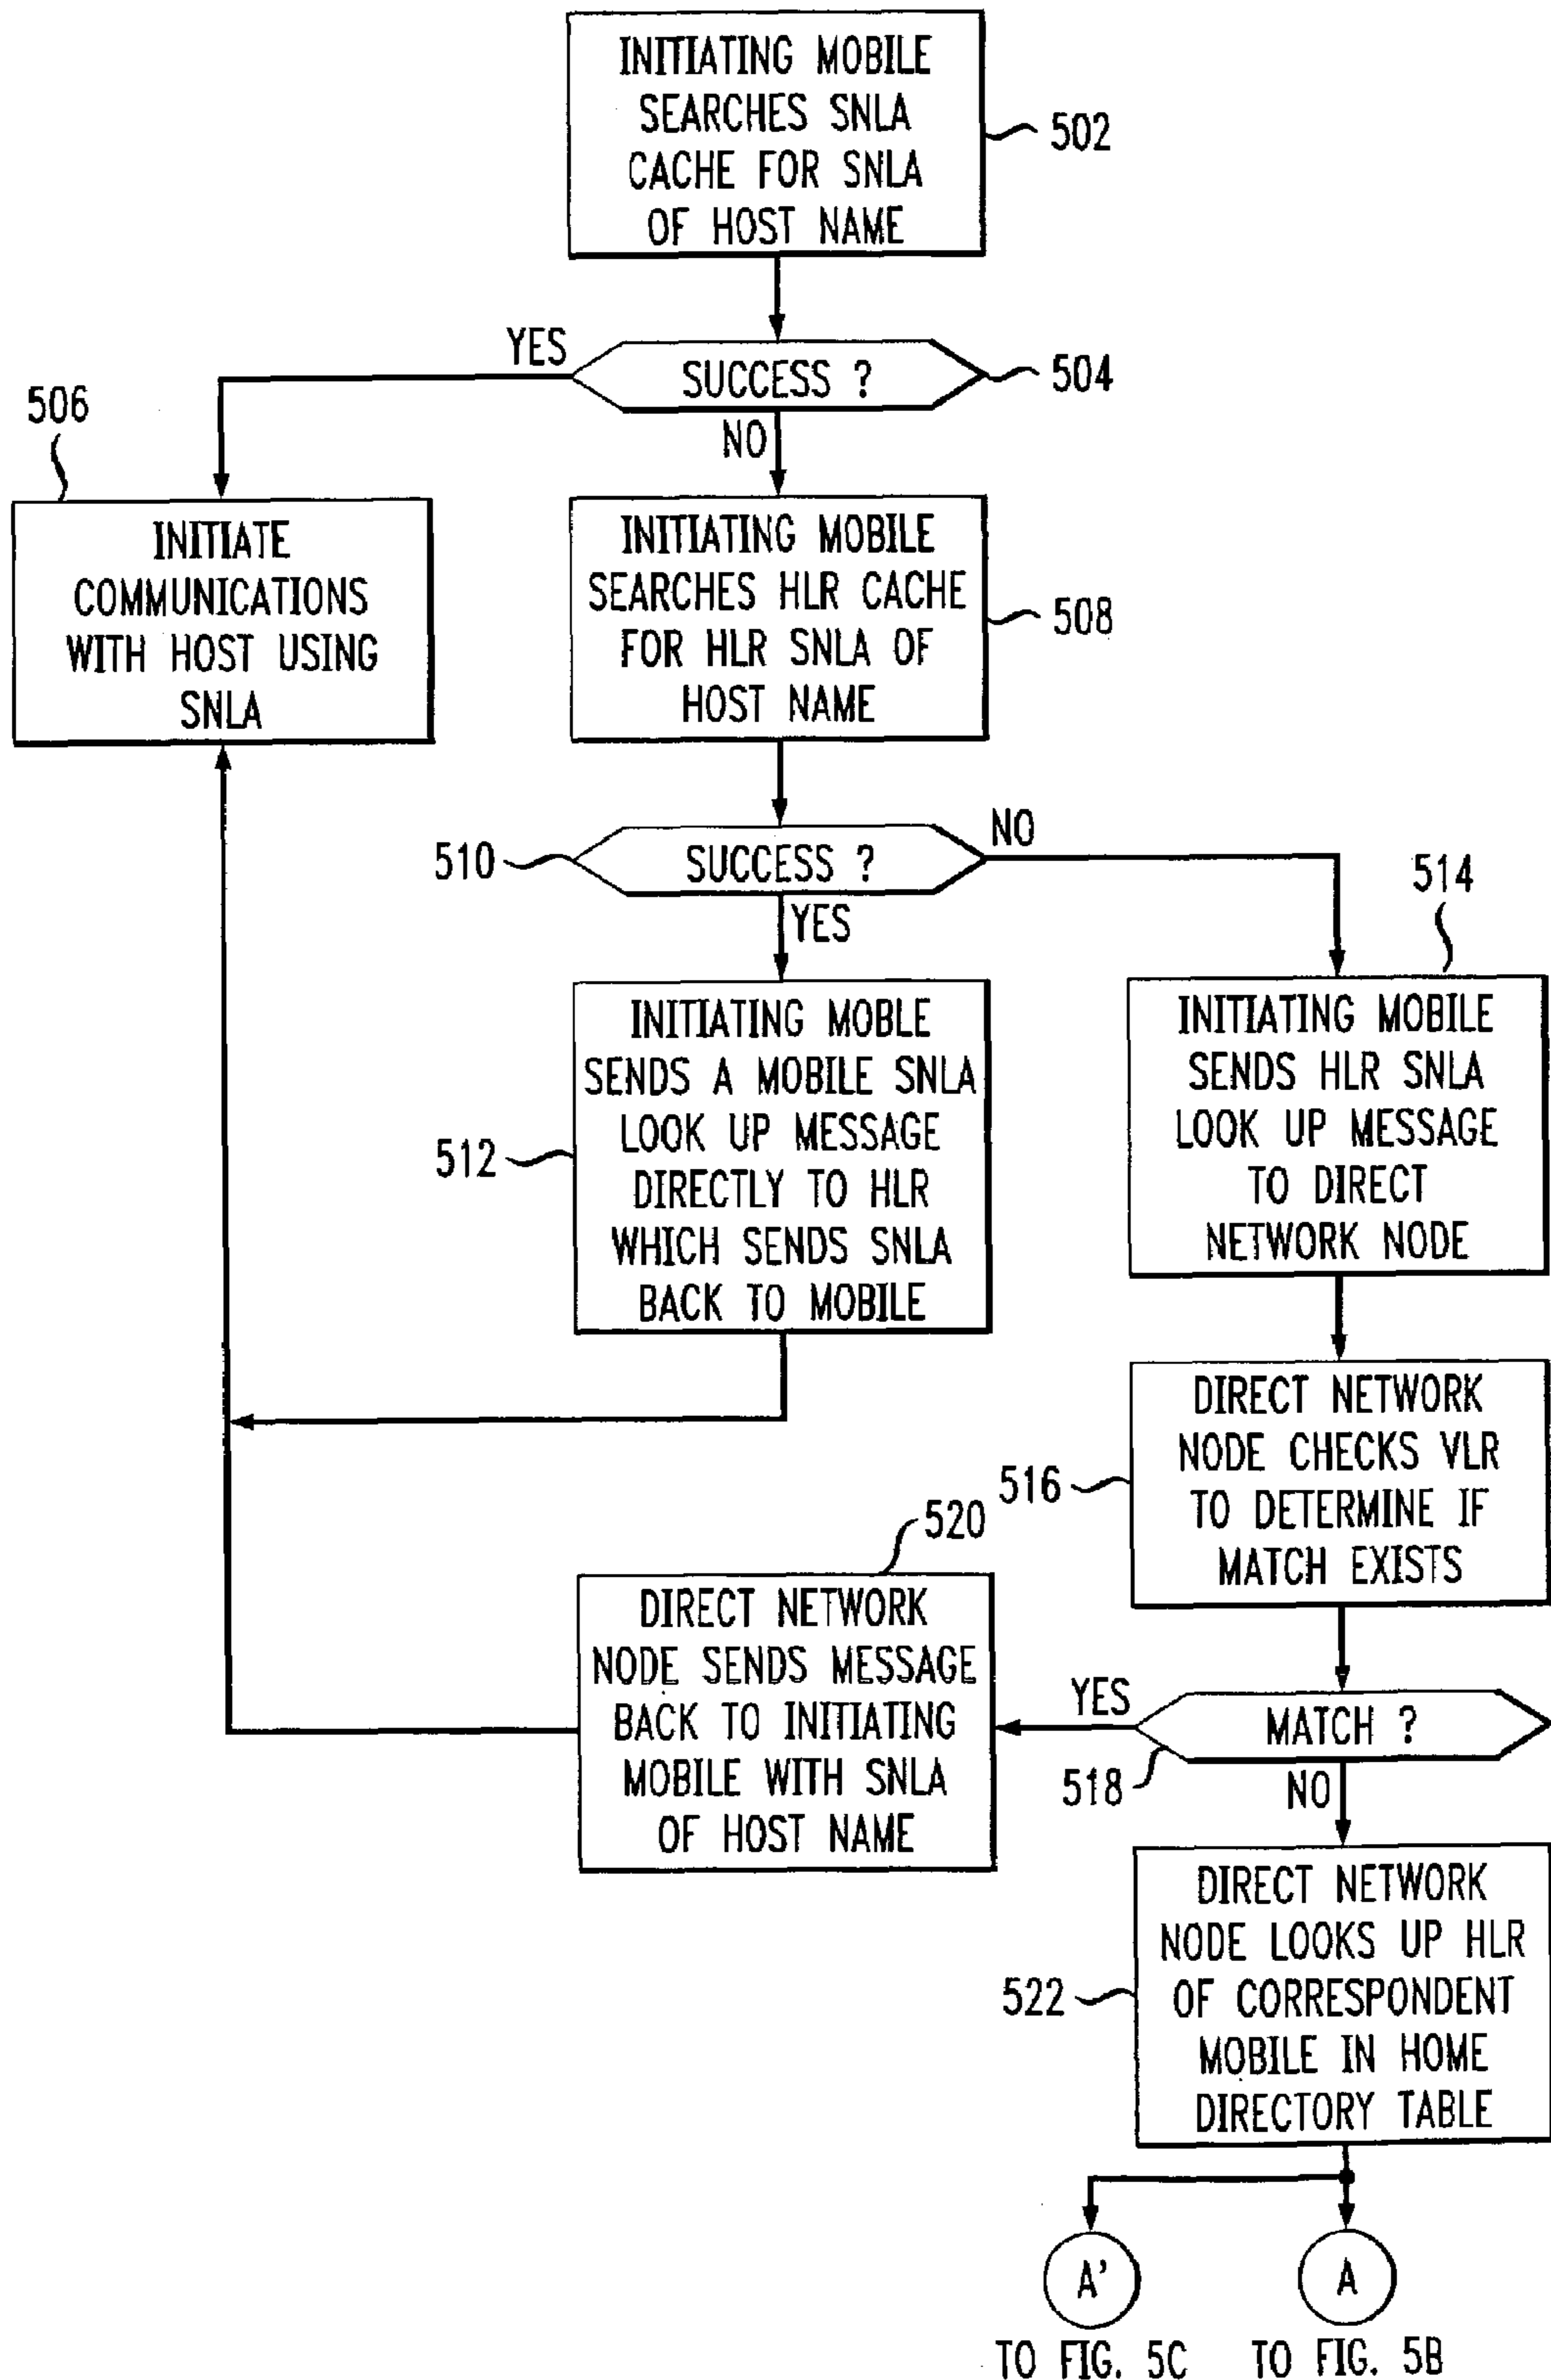 INITIATING MOBILE
SEARCHES SNLA
CACHE FOR SNLA
OF HOST NAME
502
YES
SUCCESS ?
504
NO
506
INITIATE
COMMUNICATIONS
WITH HOST USING
SNLA
INITIATING MOBILE
SEARCHES HLR CACHE
FOR HLR SNLA OF
HOST NAME
508
510
SUCCESS ?
NO
YES
514
INITIATING MOBLE
SENDS A MOBILE SNLA
LOOK UP MESSAGE
DIRECTLY TO HLR
WHICH SENDS SNLA
BACK TO MOBILE
512
INITIATING MOBILE
SENDS HLR SNLA
LOOK UP MESSAGE
TO DIRECT
NETWORK NODE
DIRECT NETWORK
NODE CHECKS VLR
TO DETERMINE IF
MATCH EXISTS
516
520
DIRECT NETWORK
NODE SENDS MESSAGE
BACK TO INITIATING
MOBILE WITH SNLA
OF HOST NAME
YES
MATCH ?
518
NO
DIRECT NETWORK
NODE LOOKS UP HLR
OF CORRESPONDENT
MOBILE IN HOME
DIRECTORY TABLE
522
A'
A
TO FIG. 5C
TO FIG. 5B